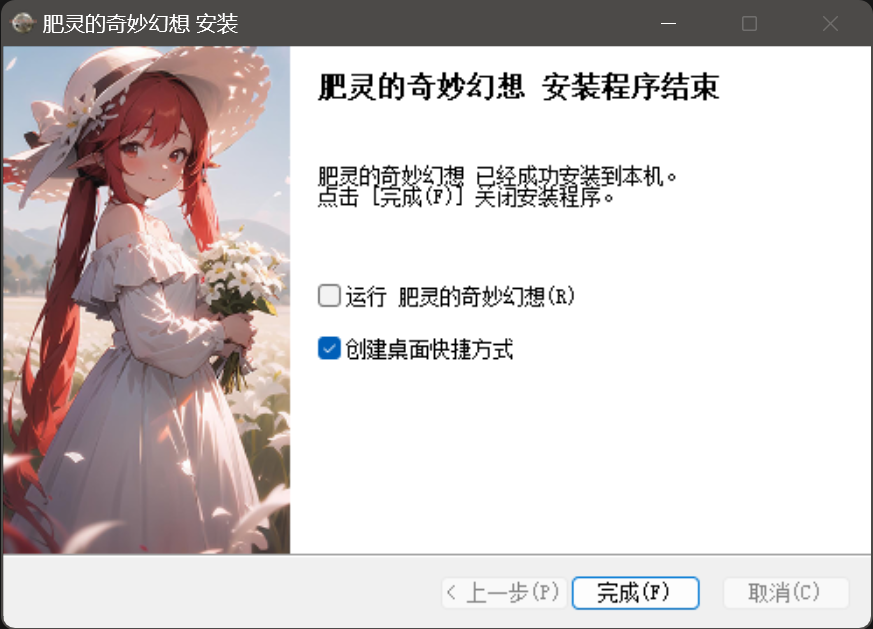 肥灵的奇妙幻想 安装
肥灵的奇妙幻想 安装程序结束
肥灵的奇妙幻想 已经成功安装到本机。
点击 [完成(F)] 关闭安装程序。
运行 肥灵的奇妙幻想(R)
创建桌面快捷方式
< 上一步(P)
完成(F)
取消(C)